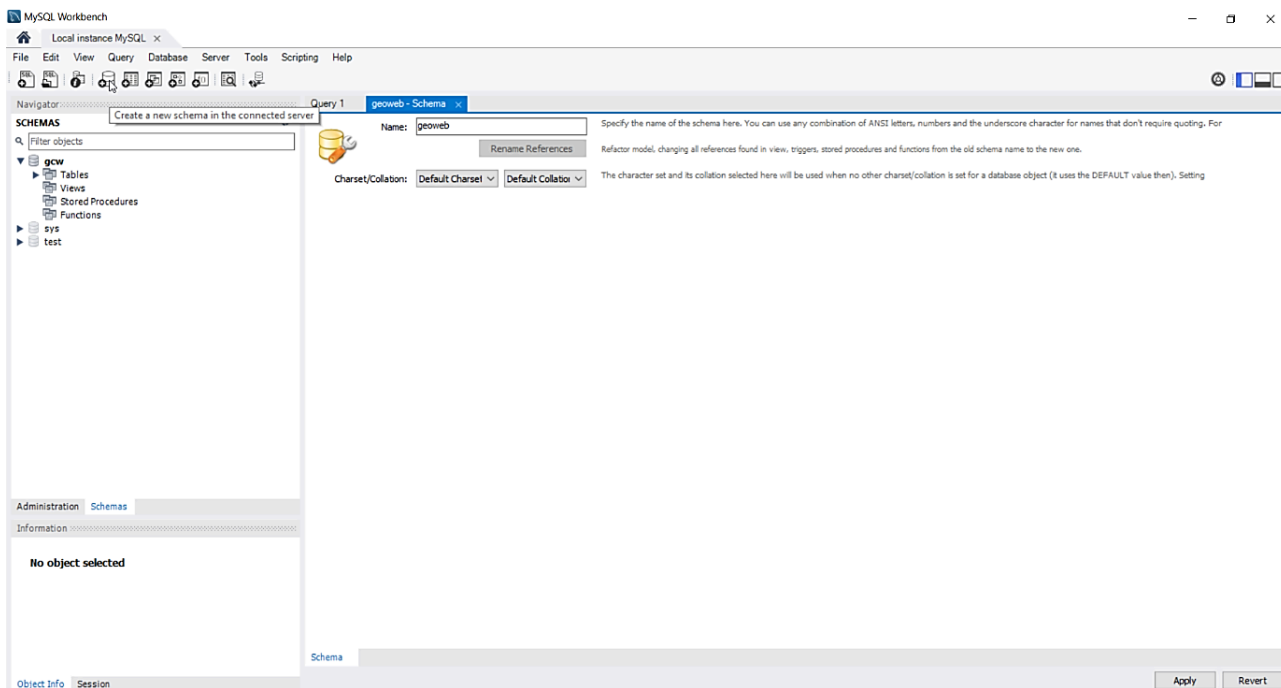 MySQL Workbench
Local instance MySQL
File Edit View Query Database Server Tools Scripting Help
Navigator
Create a new schema in the connected server
Query 1
geoweb - Schema
SCHEMAS
Filter objects
gcw
Tables
Views
Stored Procedures
Functions
sys
test
Name: geoweb
Specify the name of the schema here. You can use any combination of ANSI letters, numbers and the underscore character for names that don't require quoting. For
Rename References
Refactor model, changing all references found in view, triggers, stored procedures and functions from the old schema name to the new one.
Charset/Collation: Default Charset Default Collation
The character set and its collation selected here will be used when no other charset/collation is set for a database object (it uses the DEFAULT value then). Setting
Administration Schemas
Information
No object selected
Schema
Object Info Session
Apply Revert